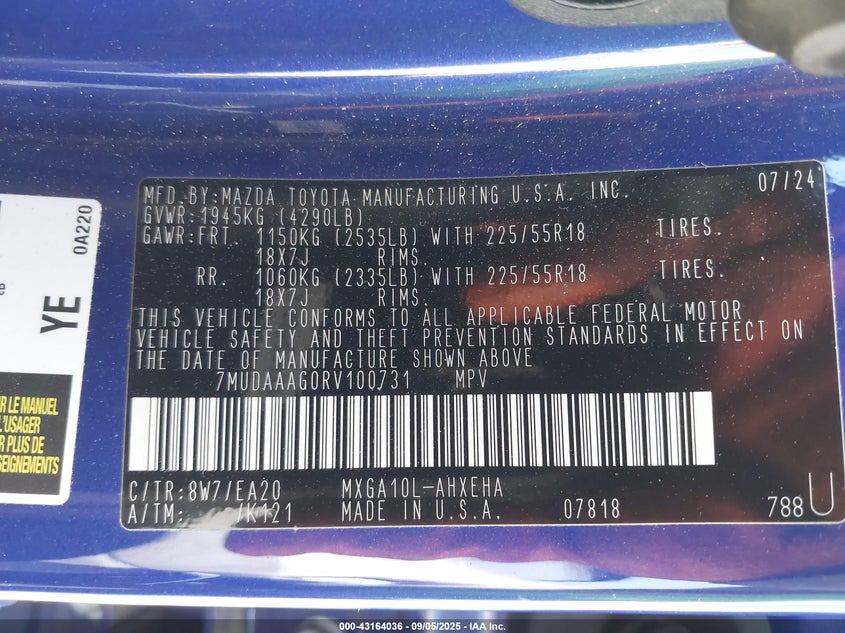 MFD.BY:MAZDA TOYOTA MANUFACTURING U.S.A. INC. 07/24
GVWR:1945KG (4290LB)
GAWR:FRT. 1150KG (2535LB) WITH 225/55R18 TIRES.
18X7J RIMS.
RR. 1060KG (2335LB) WITH 225/55R18 TIRES.
18X7J RIMS.
THIS VEHICLE CONFORMS TO ALL APPLICABLE FEDERAL MOTOR
VEHICLE SAFETY AND THEFT PREVENTION STANDARDS IN EFFECT ON
THE DATE OF MANUFACTURE SHOWN ABOVE
7MUDAAAG0RV100731 MPV
C/TR:8W7/EA20 MXGA10L-AHXEHA
A/TM: /K121 MADE IN U.S.A. 07818 788U
0A220
YE
R LE MANUEL
L'USAGER
R PLUS DE
SEIGNEMENTS
000-43164036 - 09/05/2025 - IAA Inc.